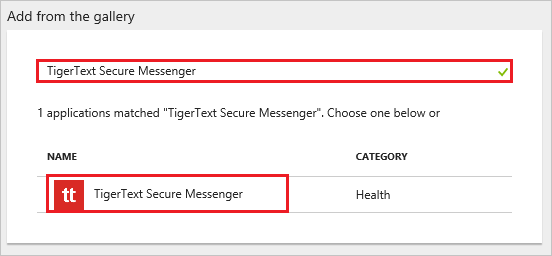 Add from the gallery
TigerText Secure Messenger
1 applications matched "TigerText Secure Messenger". Choose one below or
NAME CATEGORY
tt TigerText Secure Messenger Health